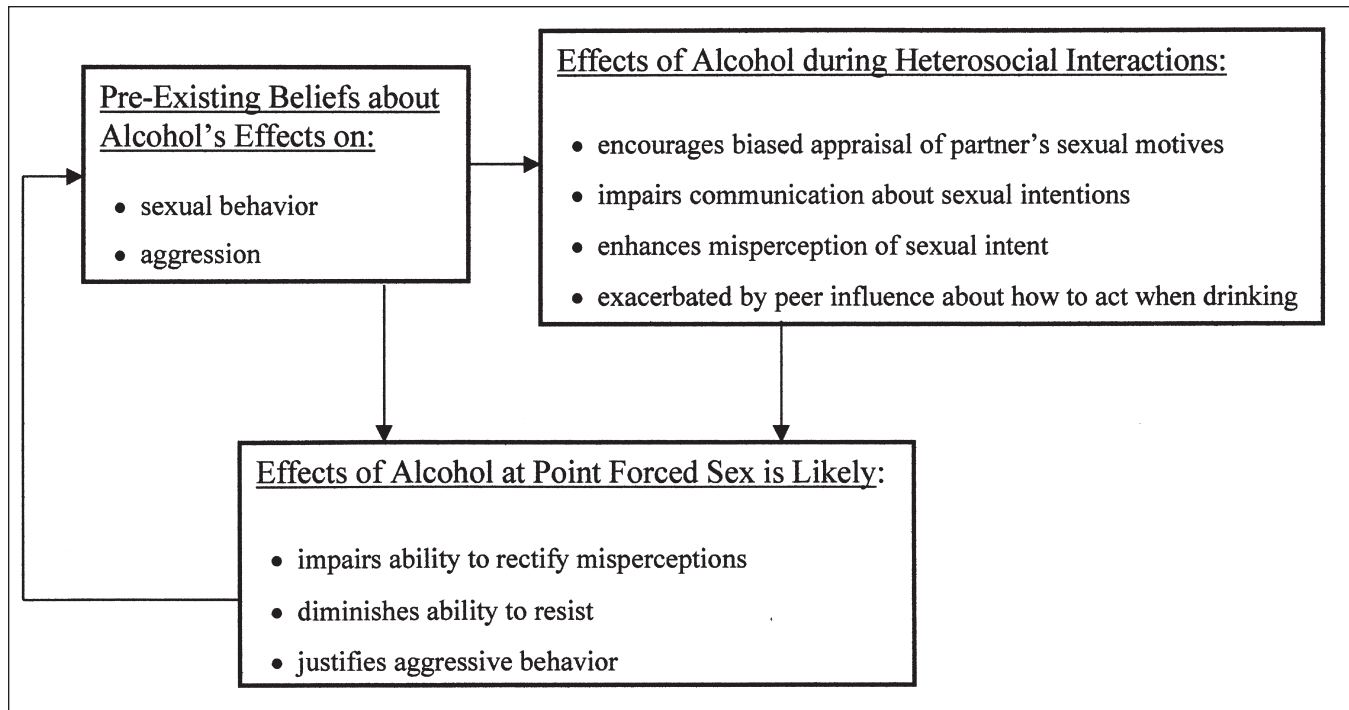 Pre-Existing Beliefs about
Alcohol's Effects on:
• sexual behavior
• aggression
Effects of Alcohol during Heterosocial Interactions:
• encourages biased appraisal of partner's sexual motives
• impairs communication about sexual intentions
• enhances misperception of sexual intent
• exacerbated by peer influence about how to act when drinking
Effects of Alcohol at Point Forced Sex is Likely:
• impairs ability to rectify misperceptions
• diminishes ability to resist
• justifies aggressive behavior